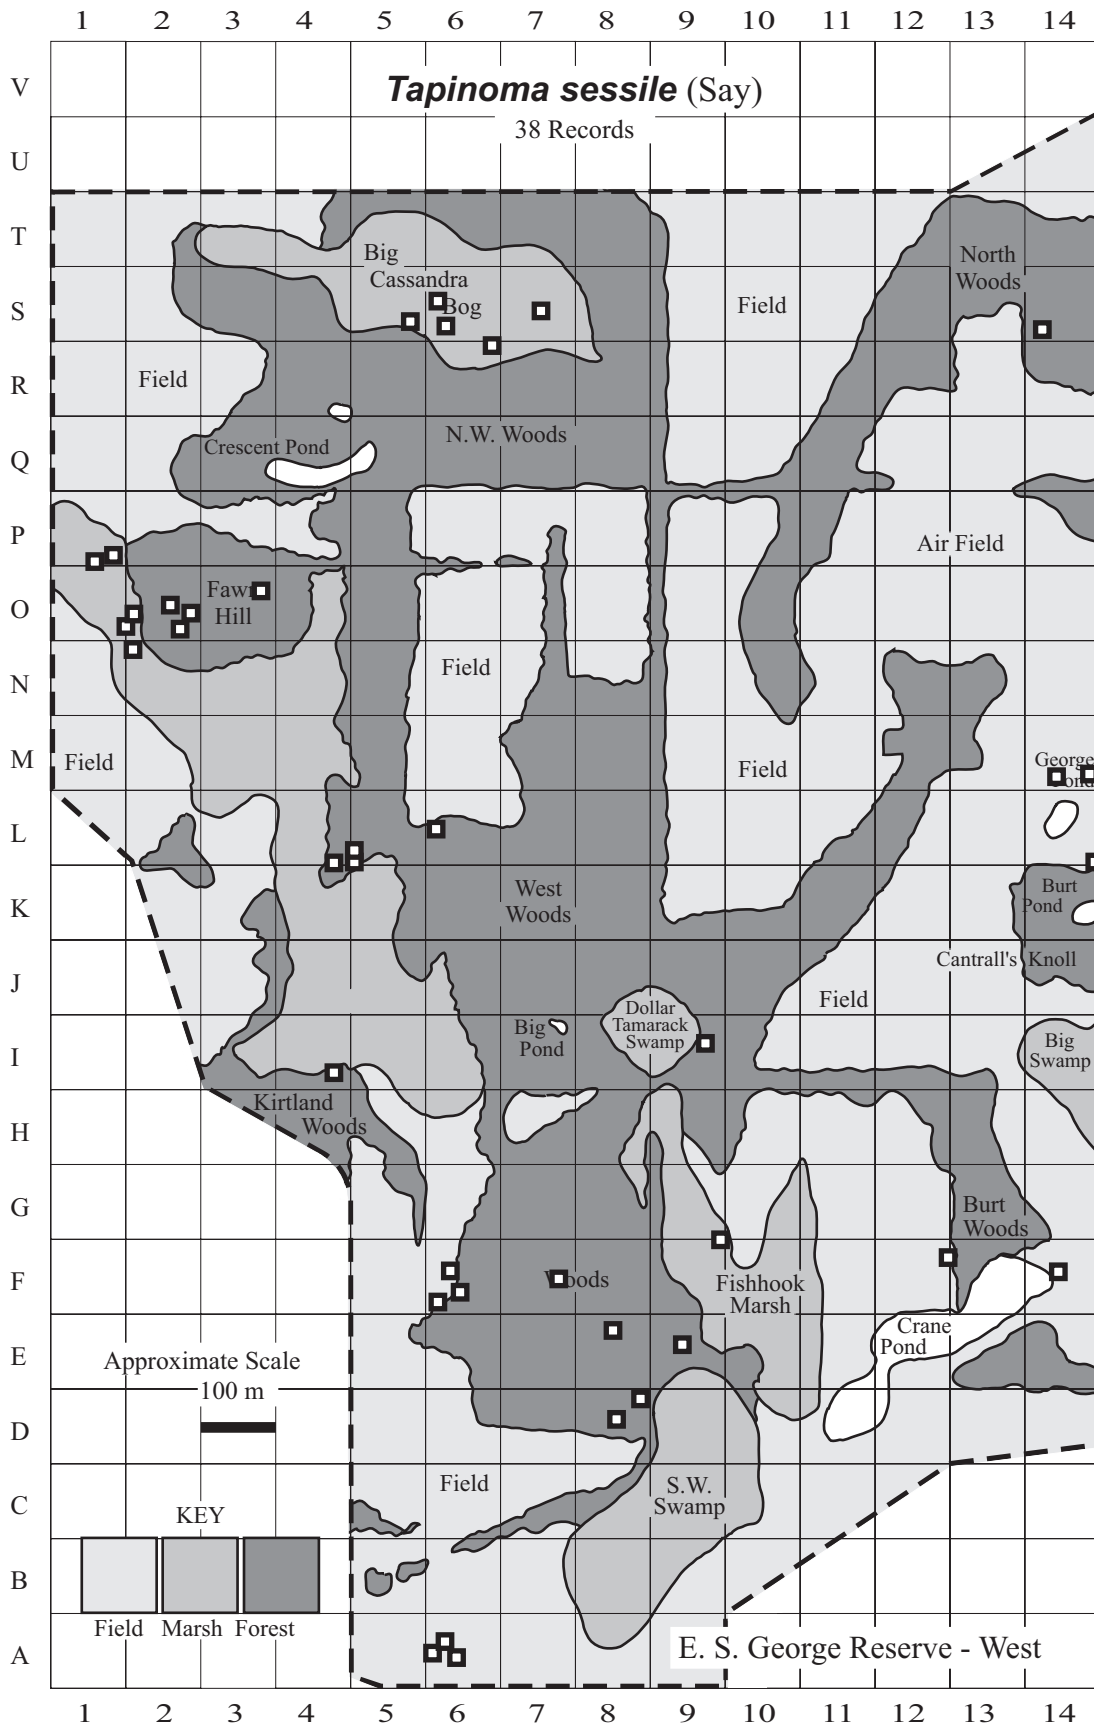 1 2 3 4 5 6 7 8 9 10 11 12 13 14
V
Tapinoma sessile (Say)
38 Records
U
T
Big
Cassandra
Bog
North
Woods
S
Field
R
Field
N.W. Woods
Q
Crescent Pond
P
Air Field
O
Fawn
Hill
N
Field
M
Field
Field
George
Pond
L
K
West
Woods
Burt
Pond
J
Cantrall's Knoll
Field
Dollar
Tamarack
Swamp
Big
Pond
I
Big
Swamp
Kirtland
Woods
H
G
Burt
Woods
F
Woods
Fishhook
Marsh
Crane
Pond
E
Approximate Scale
100 m
D
Field
S.W.
Swamp
C
KEY
B
Field Marsh Forest
A
E. S. George Reserve - West
1 2 3 4 5 6 7 8 9 10 11 12 13 14